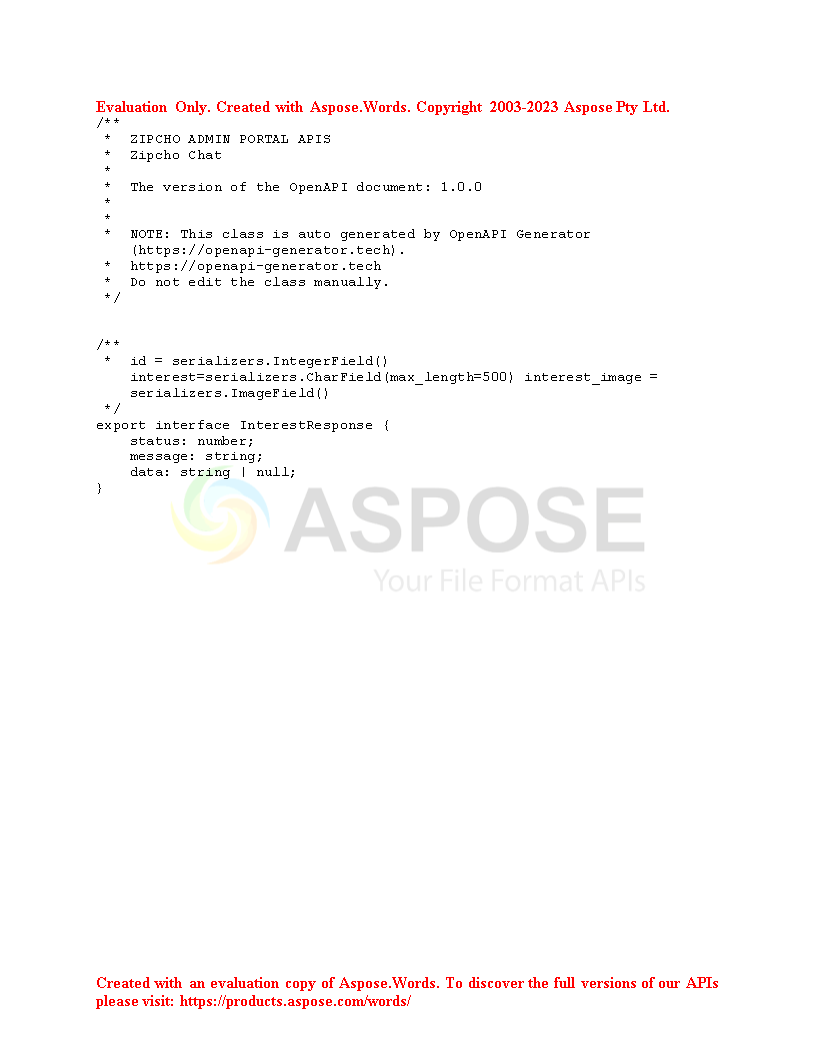 Evaluation Only. Created with Aspose.Words. Copyright 2003-2023 Aspose Pty Ltd.
/**
 *  ZIPCHO ADMIN PORTAL APIS
 *  Zipcho Chat
 *
 *  The version of the OpenAPI document: 1.0.0
 *
 *
 *  NOTE: This class is auto generated by OpenAPI Generator
    (https://openapi-generator.tech).
 *  https://openapi-generator.tech
 *  Do not edit the class manually.
 */
/**
 *  id = serializers.IntegerField()
    interest=serializers.CharField(max_length=500) interest_image =
    serializers.ImageField()
 */
export interface InterestResponse {
    status: number;
    message: string;
    data: string | null;
}
ASPOSE
Your File Format APIs
Created with an evaluation copy of Aspose.Words. To discover the full versions of our APIs
please visit: https://products.aspose.com/words/